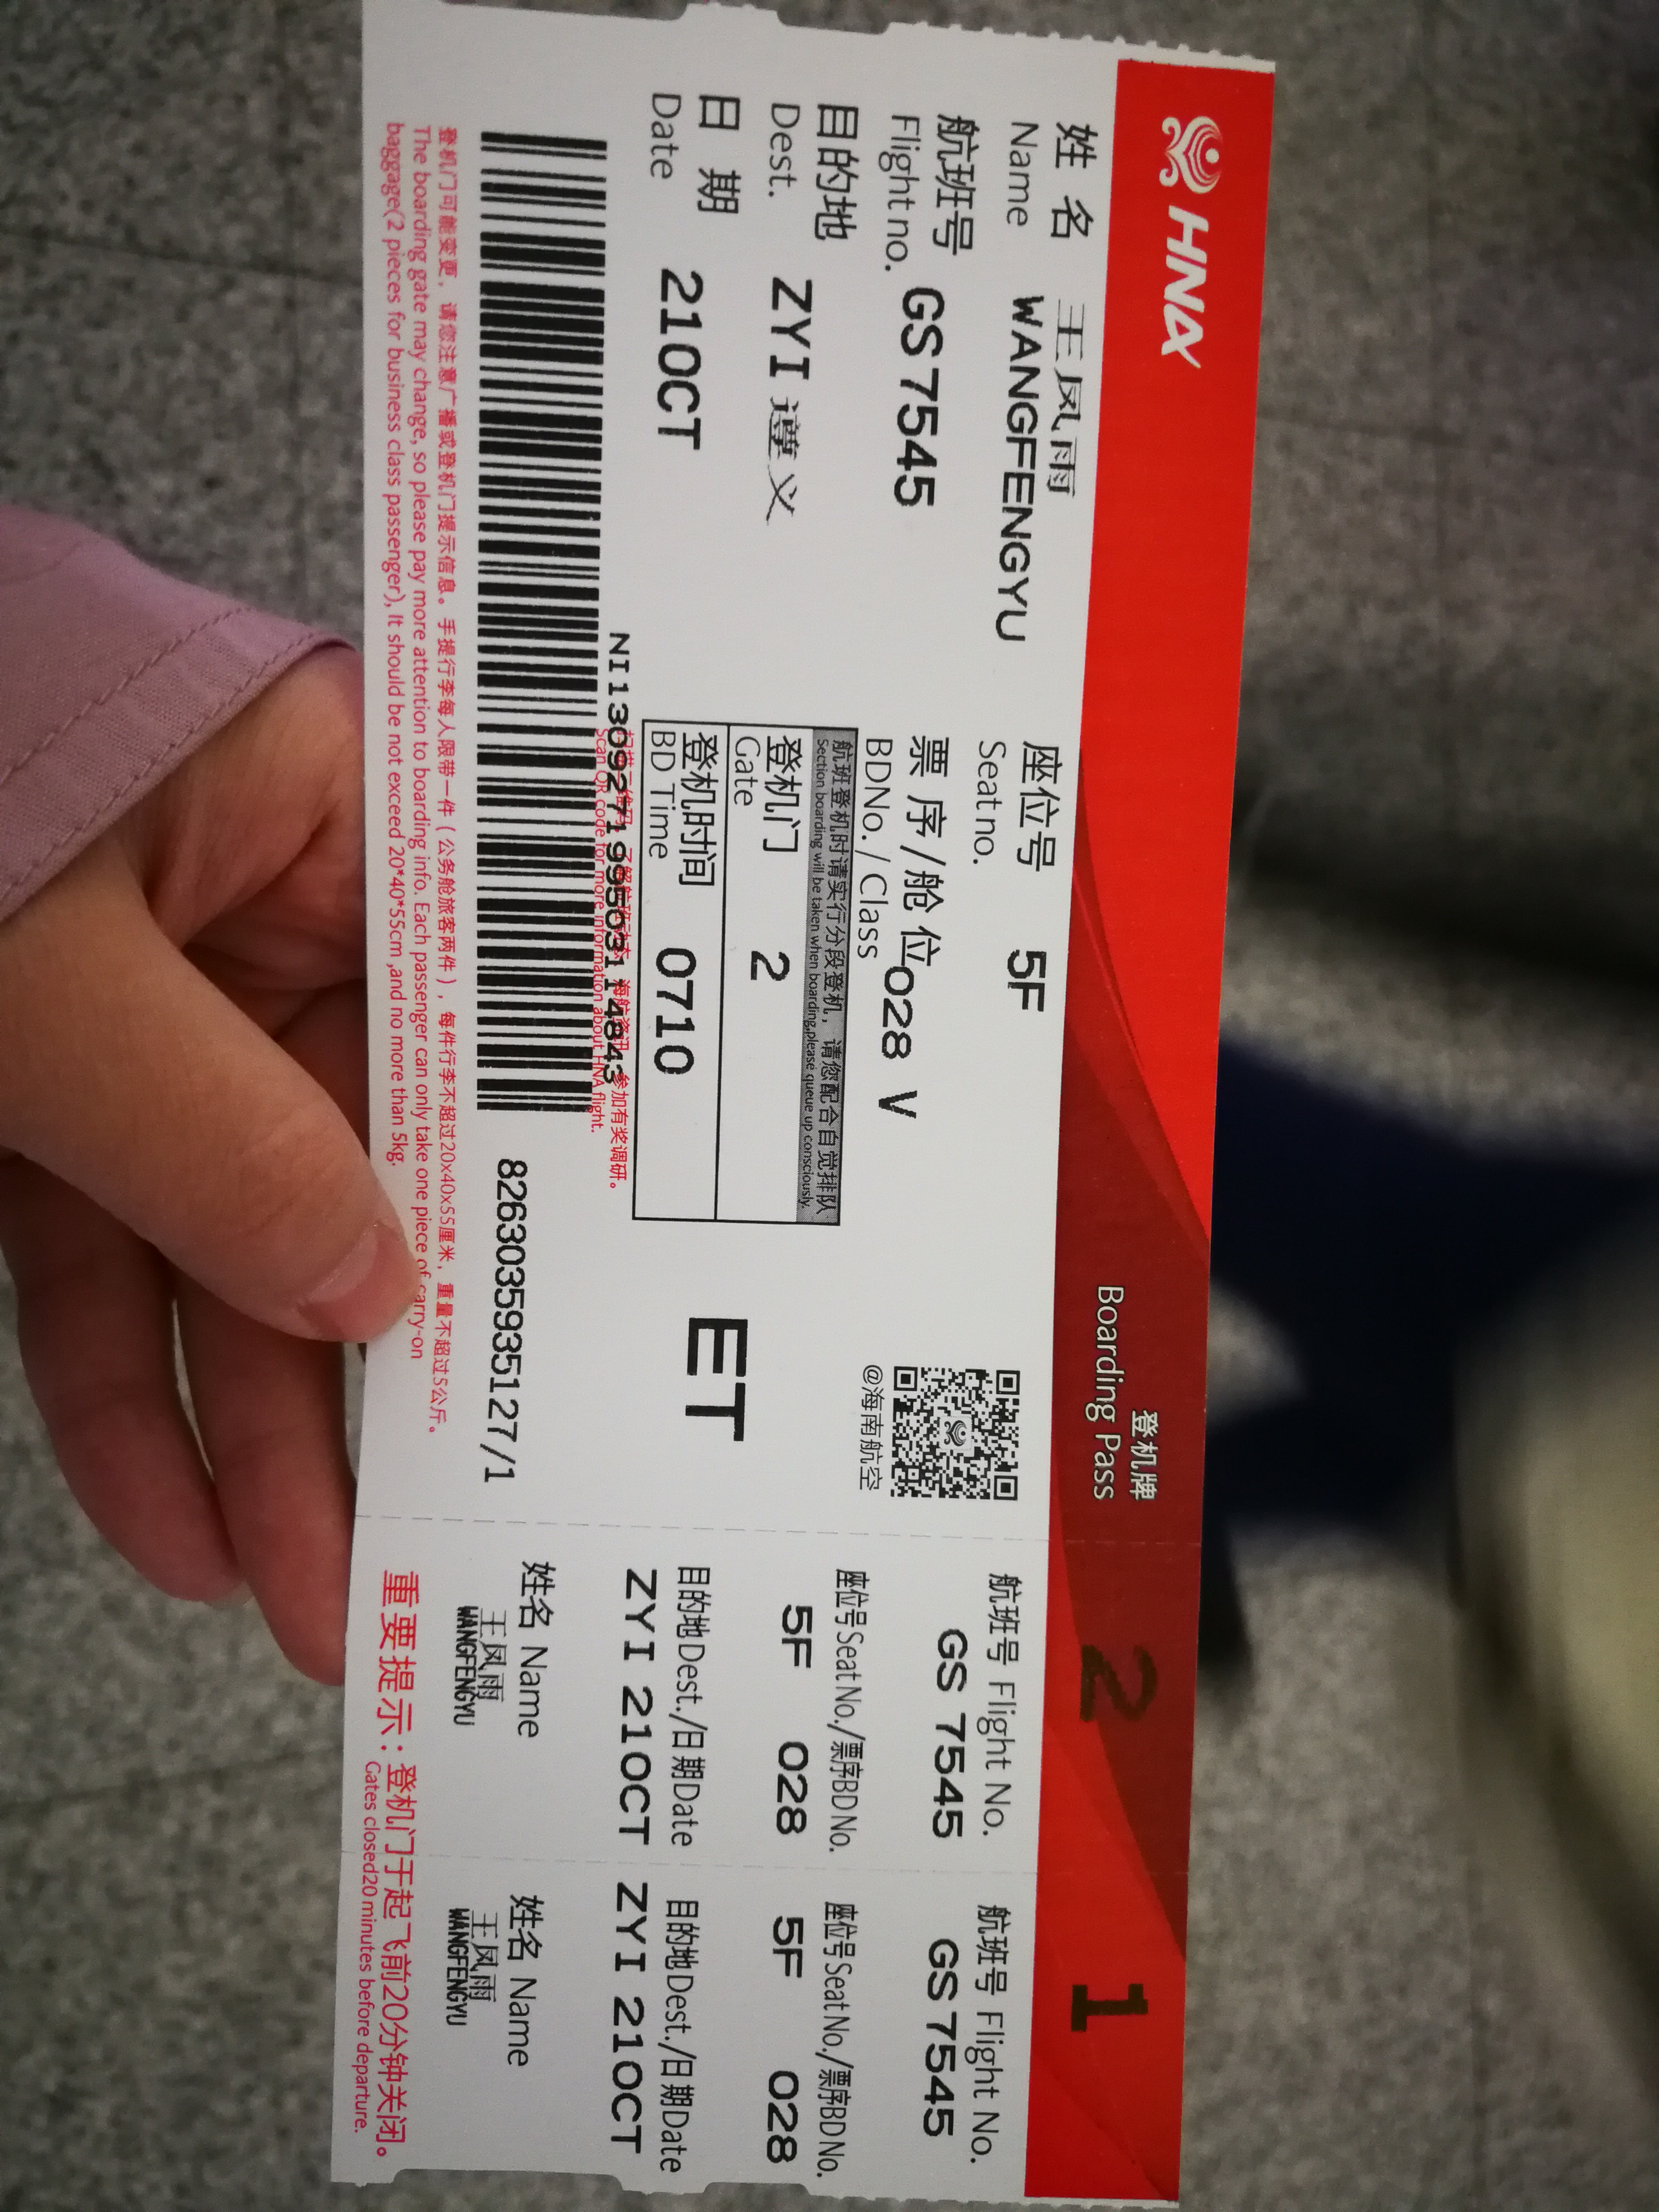 HNA
登机牌
Boarding Pass
2
1
姓 名 王凤雨
Name WANGFENGYU
座位号 5F
Seat no.
航班号 GS7545
Flight no.
票 序/舱 位 028 V
BDNo./ Class
目的地 ZYI 遵义
Dest.
日 期 21OCT
Date
航班登机时请实行分段登机，请您配合自觉排队
Section boarding will be taken when boarding,please queue up consciously.
登机门 2
Gate
登机时间 0710
BD Time
@海南航空
ET
NI130927199503114843
Scan QR code for more information about HNA flight.
8263035935127/1
登机门可能变更，请您注意广播或登机门提示信息。手提行李每人限带一件（公务舱旅客两件），每件行李不超过20x40x55厘米，重量不超过5公斤。
The boarding gate may change, so please pay more attention to boarding info. Each passenger can only take one piece of carry-on
baggage(2 pieces for business class passenger), It should be not exceed 20*40*55cm ,and no more than 5kg.
航班号 Flight No.
GS 7545
座位号Seat No./票序BD No.
5F 028
目的地Dest./日期Date
ZYI 21OCT
姓名 Name
王凤雨
WANGFENGYU
航班号 Flight No.
GS7545
座位号Seat No./票序BD No.
5F 028
目的地Dest./日期Date
ZYI 21OCT
姓名 Name
王凤雨
WANGFENGYU
重要提示：登机门于起飞前20分钟关闭。
Gates closed20 minutes before departure.